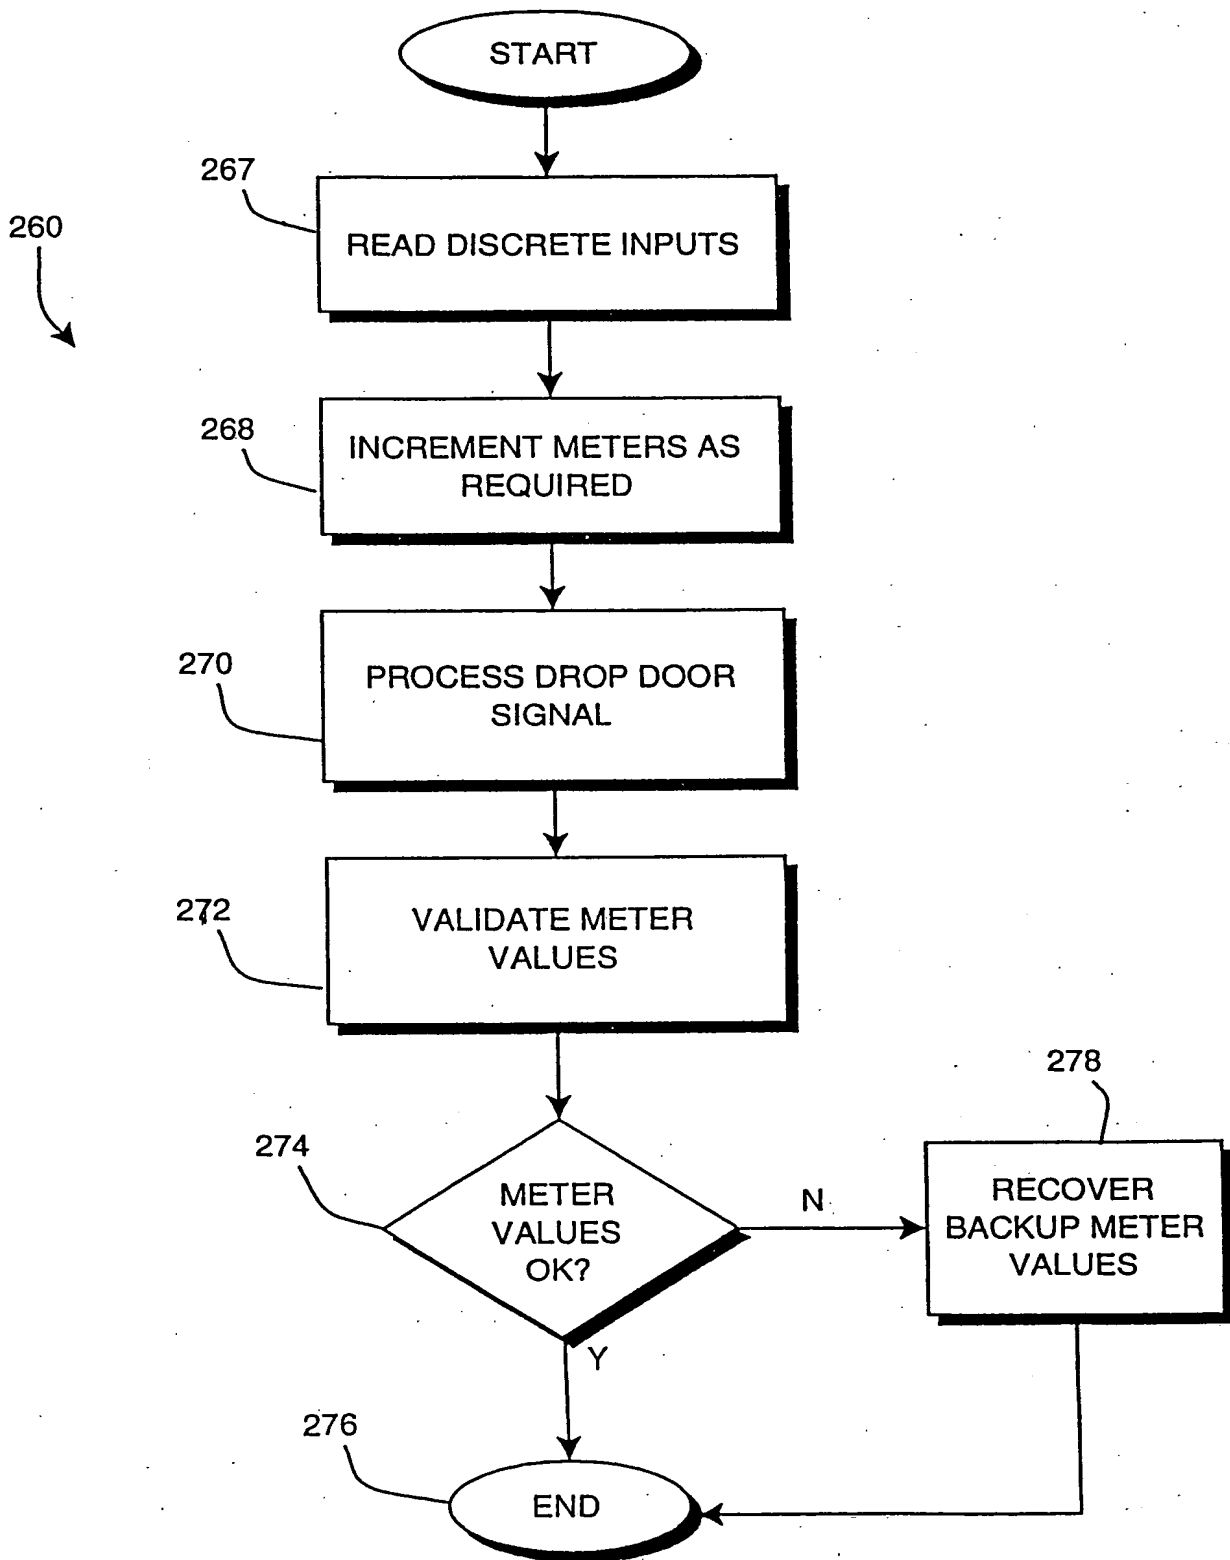 START
267
260
READ DISCRETE INPUTS
268
INCREMENT METERS AS
REQUIRED
270
PROCESS DROP DOOR
SIGNAL
272
VALIDATE METER
VALUES
278
274
METER
VALUES
OK?
N
RECOVER
BACKUP METER
VALUES
Y
276
END